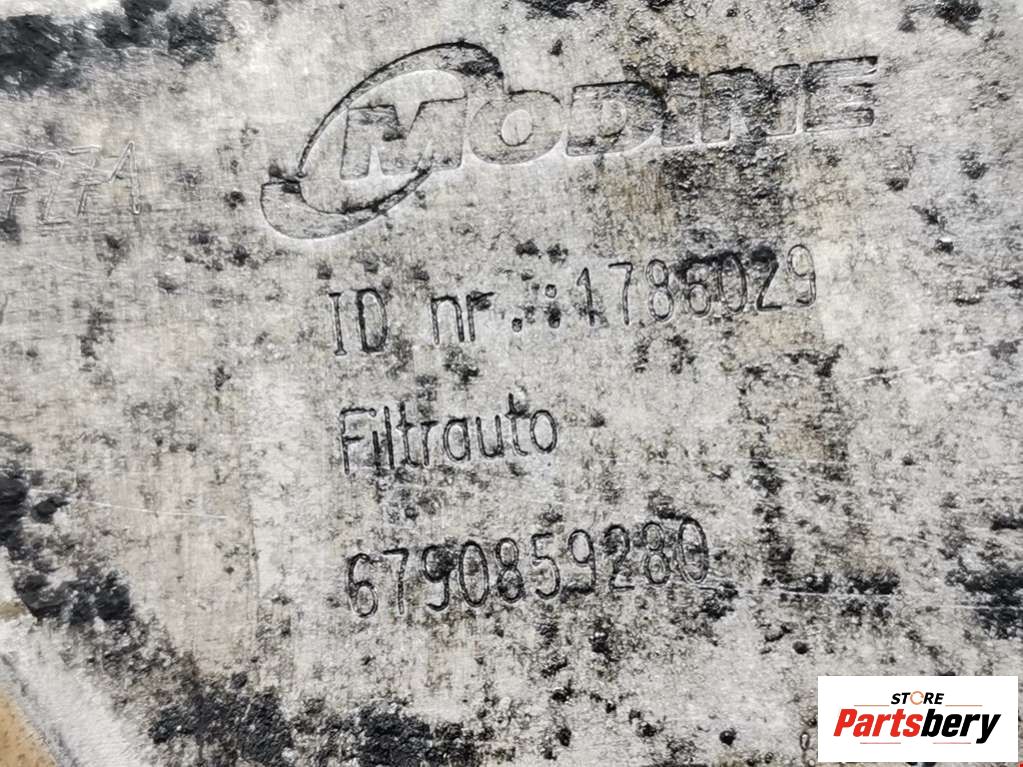 MODINE
ID nr.:1786029
Filtrauto
6790859280
STORE
Partsbery